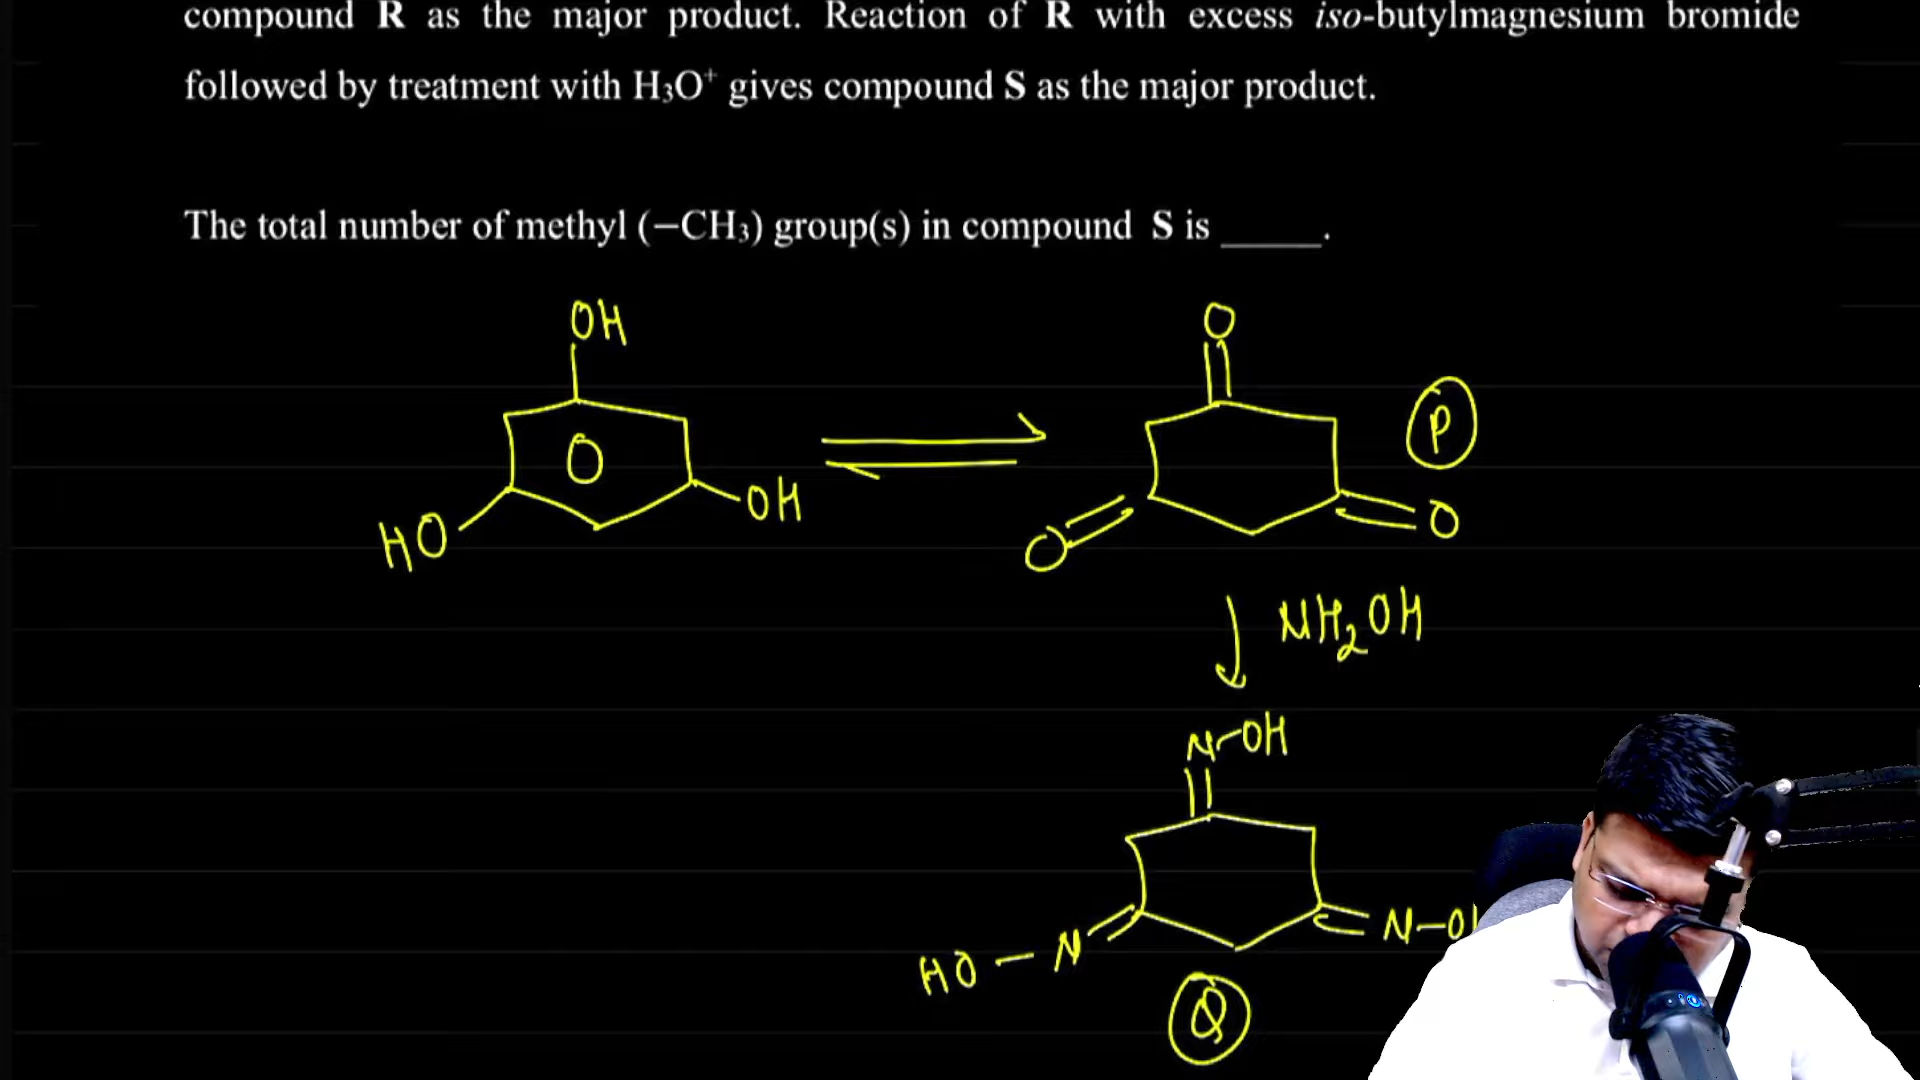 compound R as the major product. Reaction of R with excess iso-butylmagnesium bromide
followed by treatment with H₃O⁺ gives compound S as the major product.
The total number of methyl (−CH₃) group(s) in compound S is _____.
OH
HO
OH
O
O
O
P
NH₂OH
N-OH
HO - N
N-O
Q